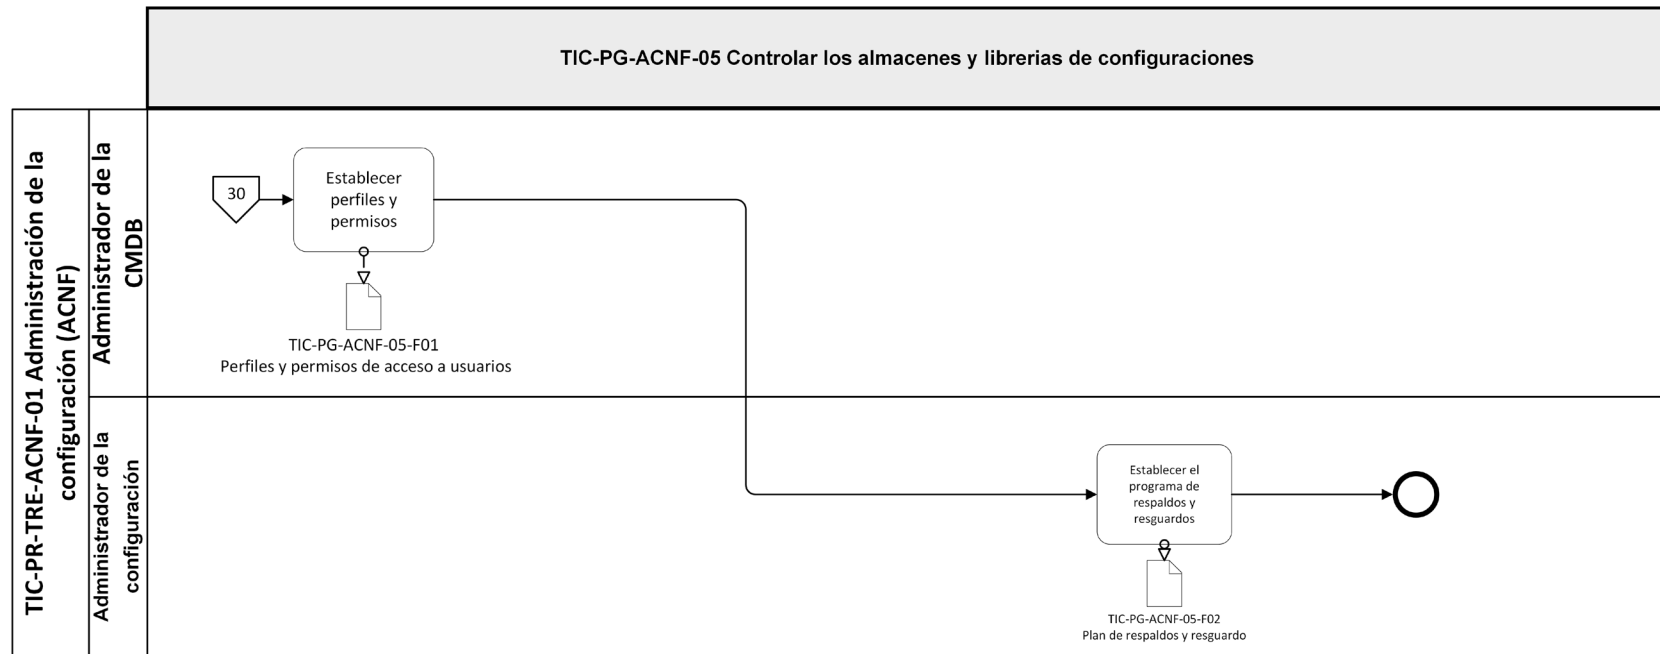 TIC-PG-ACNF-05 Controlar los almacenes y librerias de configuraciones
TIC-PR-TRE-ACNF-01 Administración de la
configuración (ACNF)
Administrador de la
CMDB
30
Establecer
perfiles y
permisos
TIC-PG-ACNF-05-F01
Perfiles y permisos de acceso a usuarios
Administrador de la
configuración
Establecer el
programa de
respaldos y
resguardos
TIC-PG-ACNF-05-F02
Plan de respaldos y resguardo